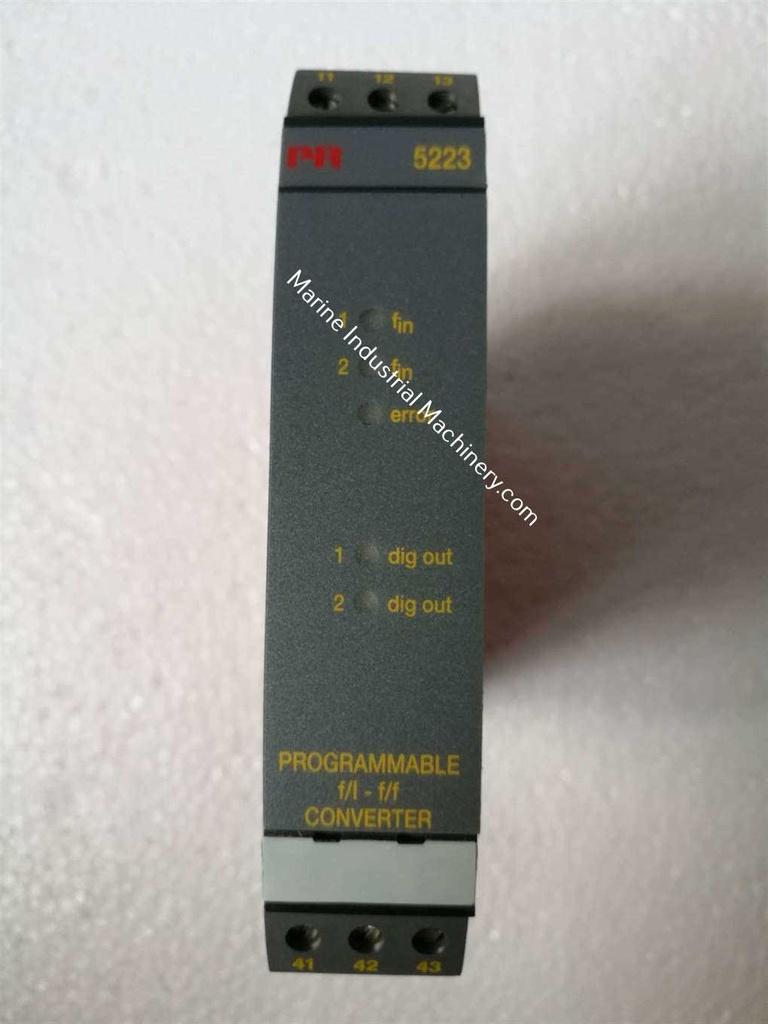 11 12 13
PR 5223
1 fin
2 fin
error
Marine Industrial Machinery.com
1 dig out
2 dig out
PROGRAMMABLE
f/I - f/f
CONVERTER
41 42 43